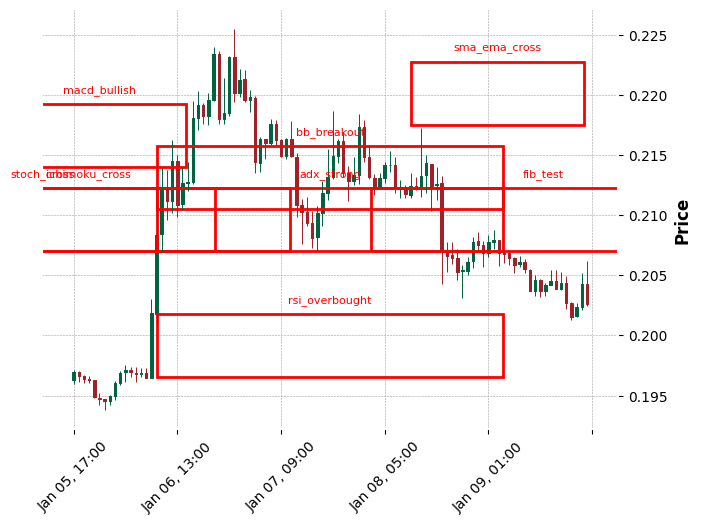 sma_ema_cross
macd_bullish
bb_breakout
ichimoku_cross
adx_strong
fib_test
rsi_overbought
0.225
0.220
0.215
0.210
0.205
0.200
0.195
Price
Jan 05, 17:00
Jan 06, 13:00
Jan 07, 09:00
Jan 08, 05:00
Jan 09, 01:00